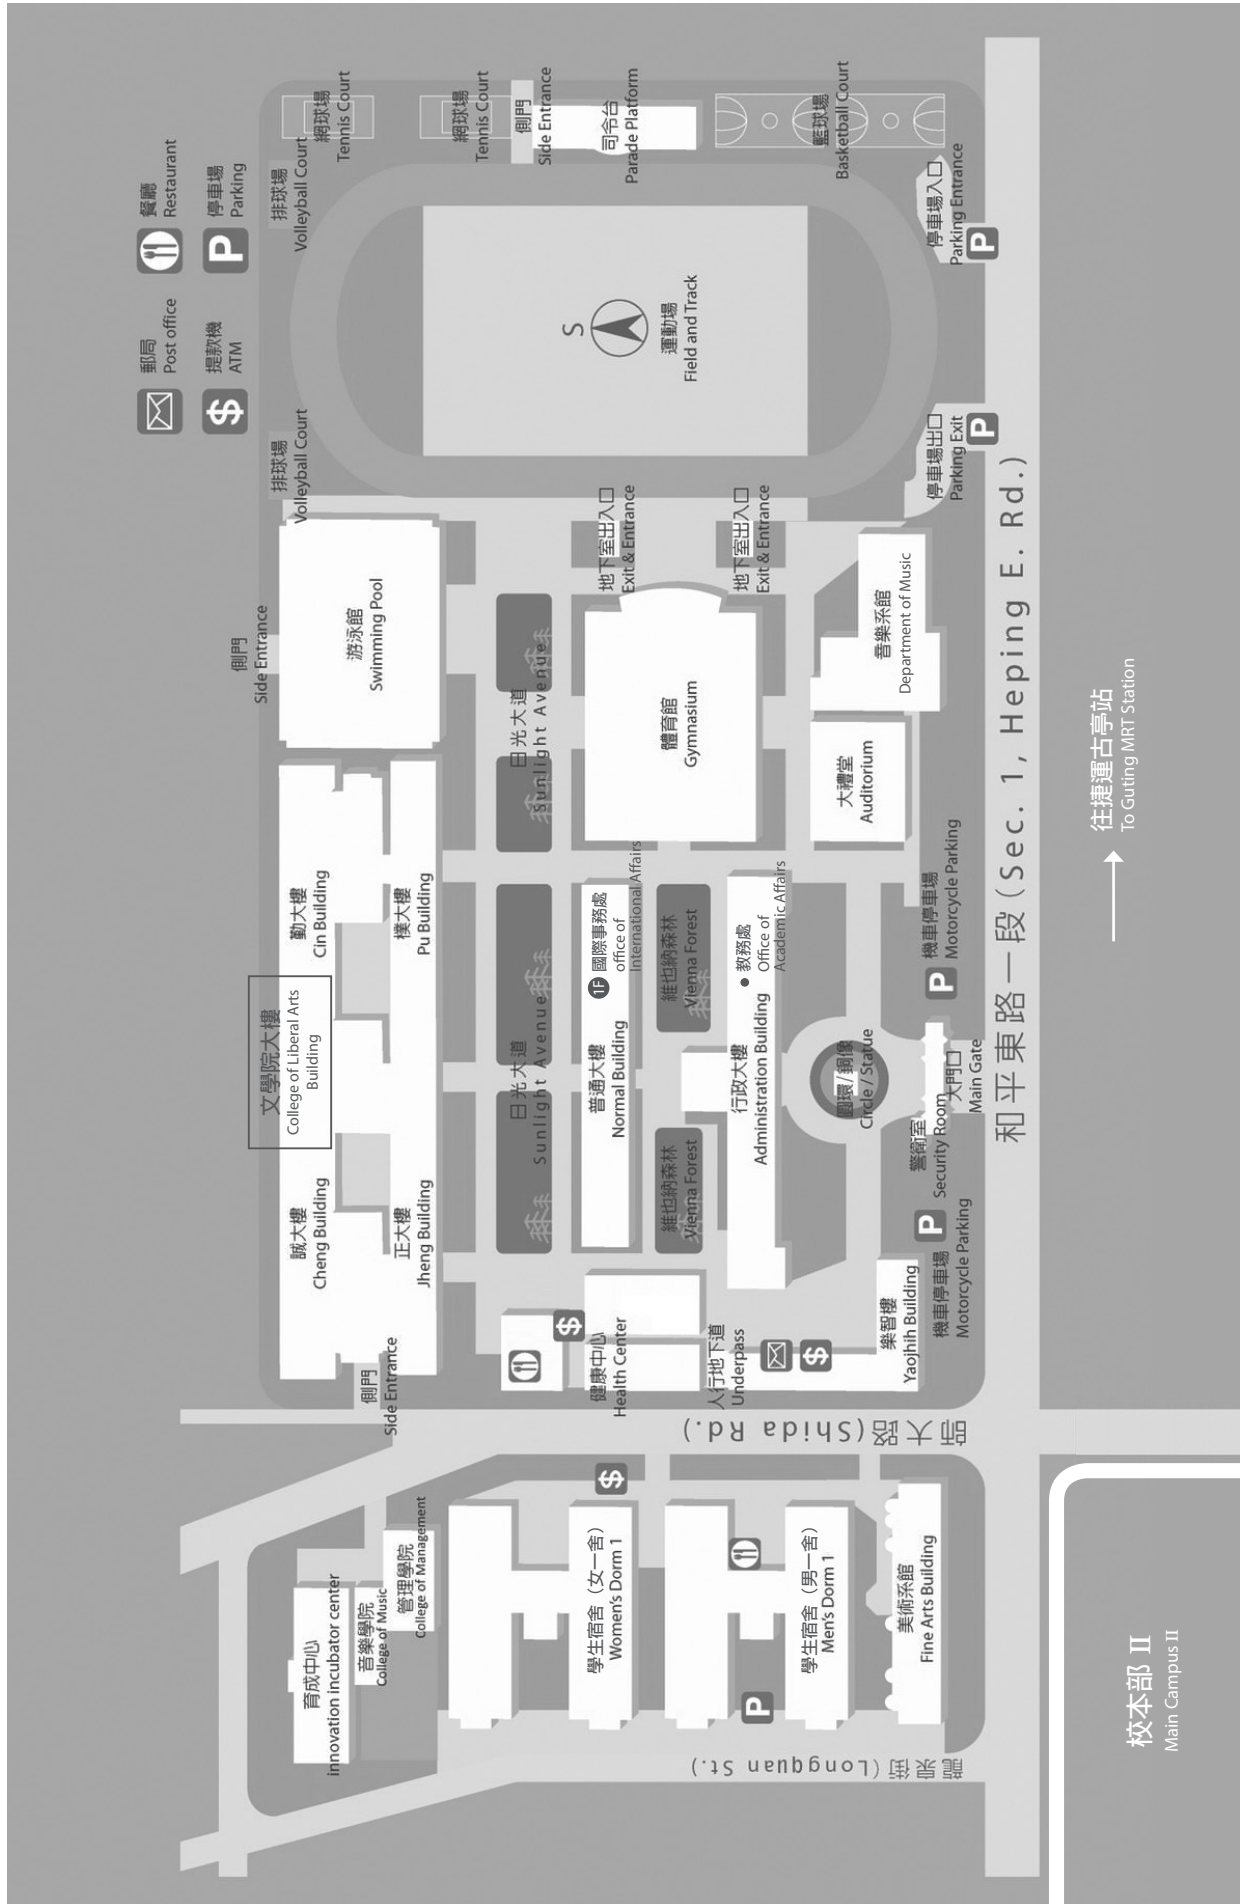 餐廳
Restaurant
停車場
Parking
郵局
Post office
提款機
ATM
網球場
Tennis Court
網球場
Tennis Court
側門
Side Entrance
司令台
Parade Platform
籃球場
Basketball Court
排球場
Volleyball Court
停車場入口
Parking Entrance
P
S
運動場
Field and Track
排球場
Volleyball Court
停車場出口
Parking Exit
P
地下室出入口
Exit & Entrance
地下室出入口
Exit & Entrance
側門
Side Entrance
游泳館
Swimming Pool
日光大道
Sunlight Avenue
體育館
Gymnasium
音樂系館
Department of Music
大禮堂
Auditorium
勤大樓
Cin Building
樸大樓
Pu Building
文學院大樓
College of Liberal Arts
Building
誠大樓
Cheng Building
正大樓
Jheng Building
側門
Side Entrance
日光大道
Sunlight Avenue
1F
國際事務處
office of
International Affairs
普通大樓
Normal Building
維也納森林
Vienna Forest
維也納森林
Vienna Forest
教務處
Office of
Academic Affairs
行政大樓
Administration Building
圓環/銅像
Circle / Statue
機車停車場
Motorcycle Parking
P
大門口
Main Gate
警衛室
Security Room
P
機車停車場
Motorcycle Parking
樂智樓
Yaojhih Building
健康中心
Health Center
人行地下道
Underpass
$
$
和平東路一段(Sec. 1, Heping E. Rd.)
往捷運古亭站
To Guting MRT Station
師大路(Shida Rd.)
育成中心
innovation incubator center
音樂學院
College of Music
管理學院
College of Management
$
學生宿舍(女一舍)
Women's Dorm 1
學生宿舍(男一舍)
Men's Dorm 1
P
美術系館
Fine Arts Building
龍泉街(Longquan St.)
校本部 II
Main Campus II